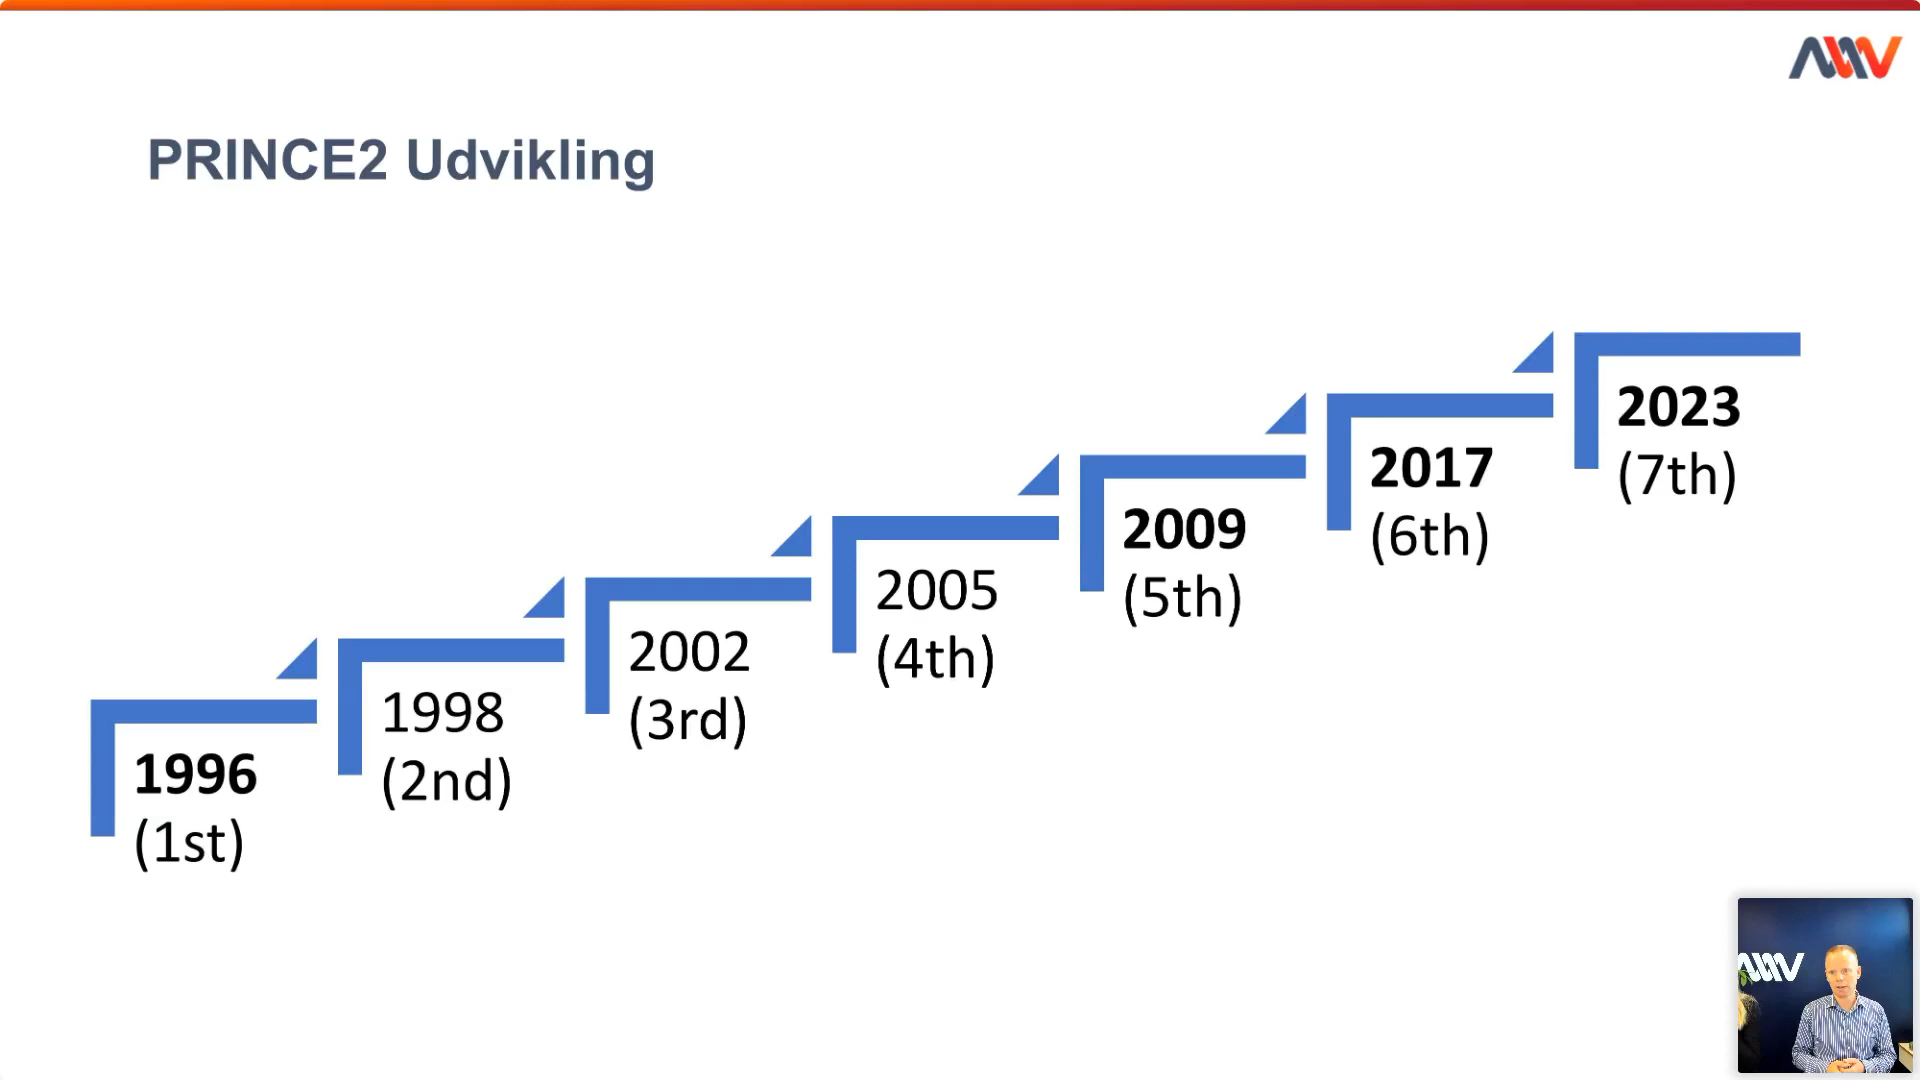 PRINCE2 Udvikling
1996
(1st)
1998
(2nd)
2002
(3rd)
2005
(4th)
2009
(5th)
2017
(6th)
2023
(7th)